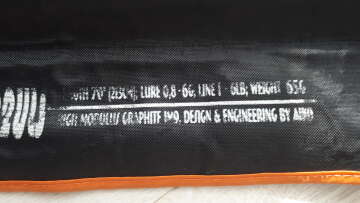 7'0" (213CM), LURE 0,8-6G, LINE 1-6LB; WEIGHT 65G
2UL
HIGH MODULUS GRAPHITE IM9, DESIGN & ENGINEERING BY